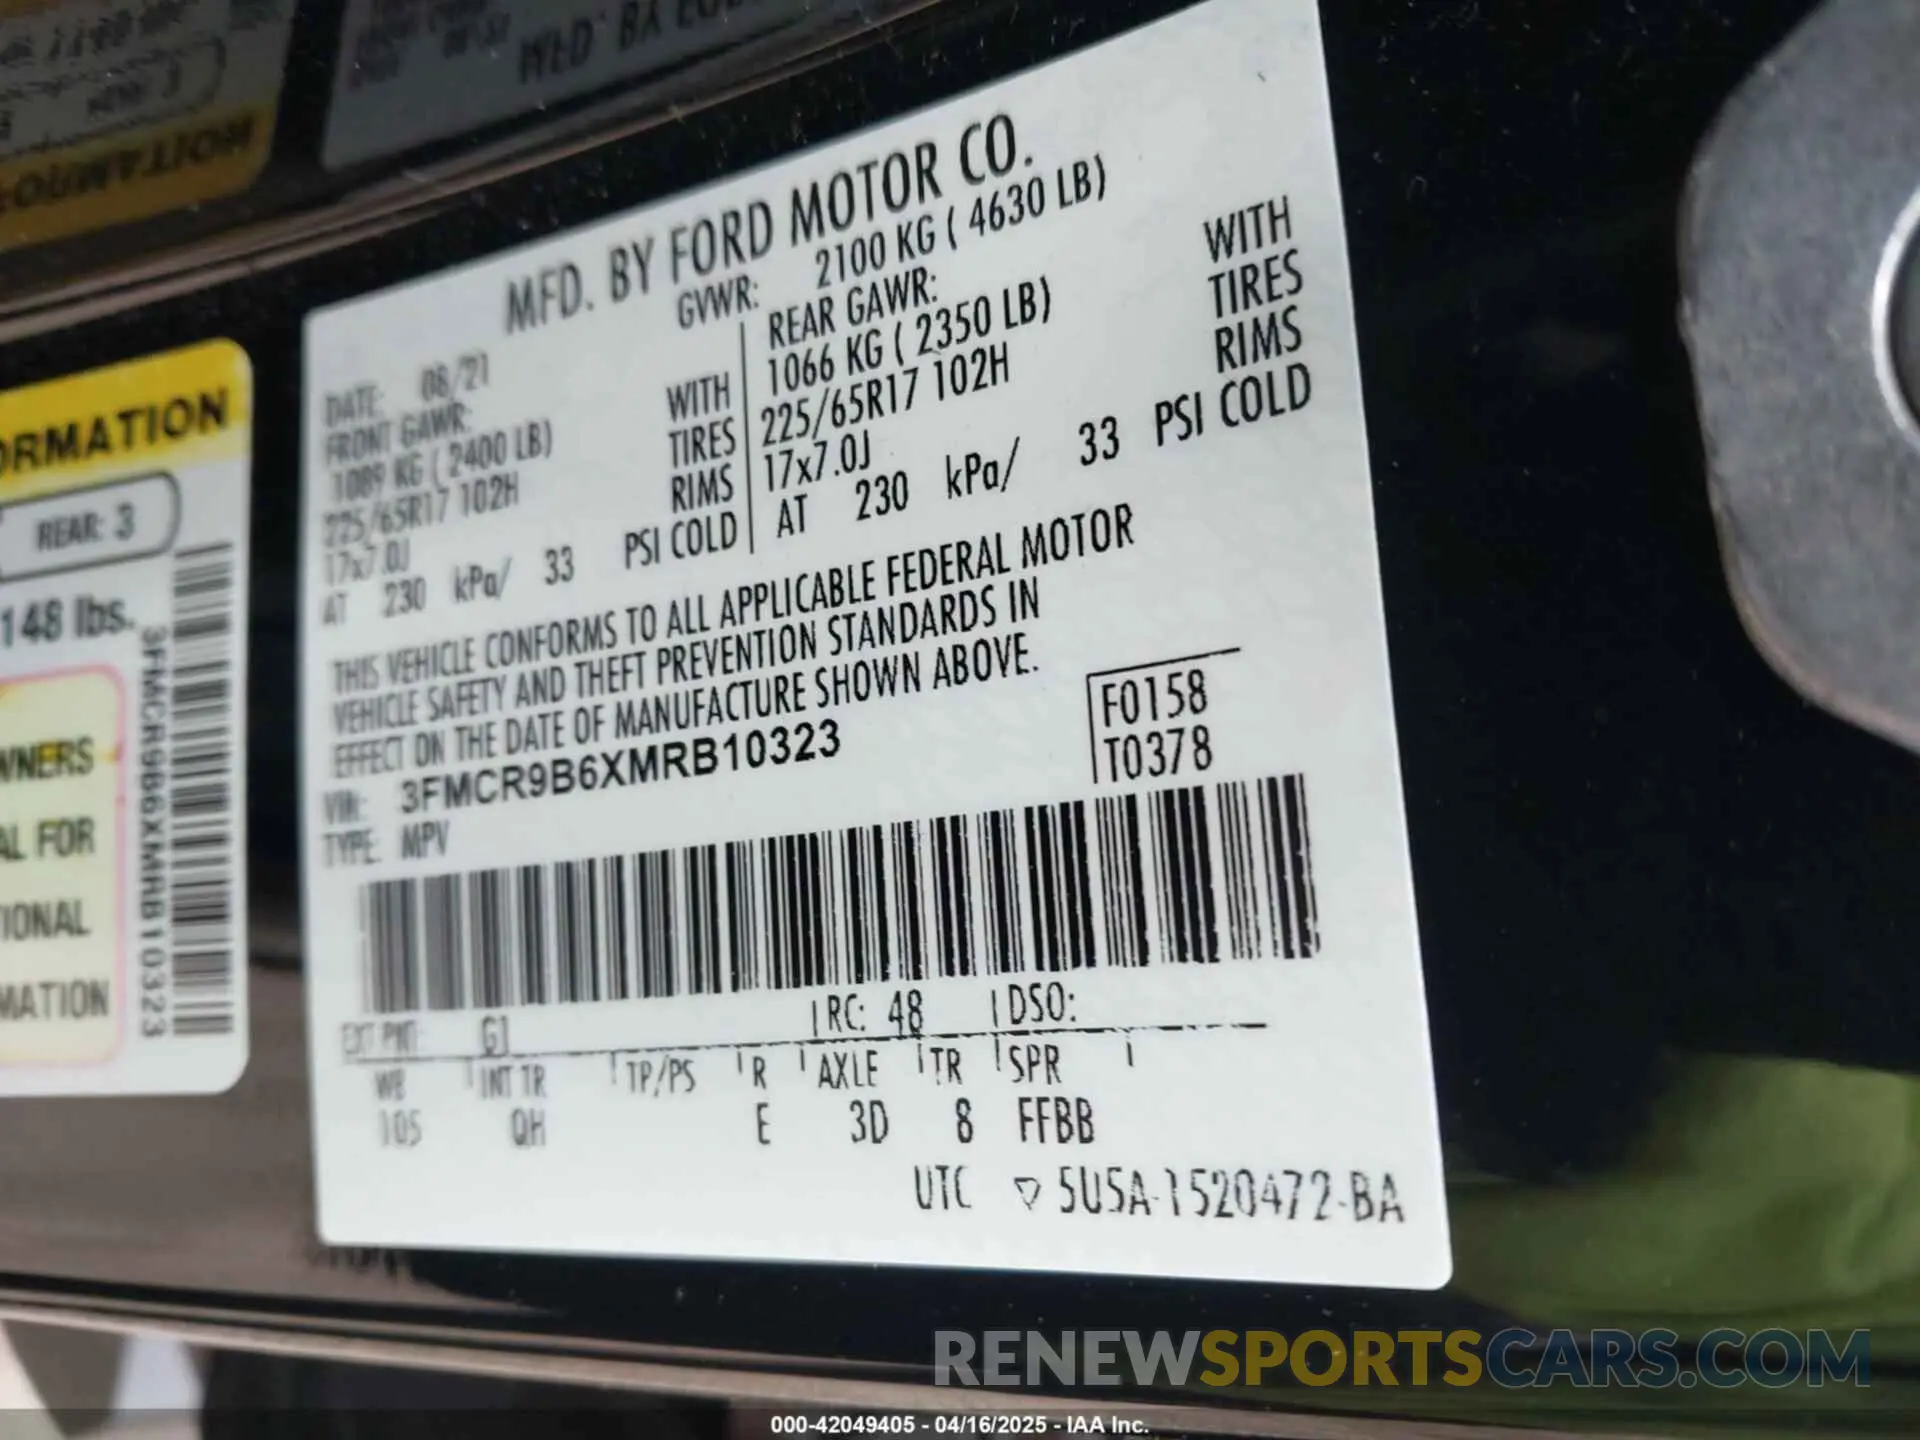 MFD. BY FORD MOTOR CO.
GVWR: 2100 KG ( 4630 LB)
DATE: 08/21
FRONT GAWR:
1089 KG ( 2400 LB) WITH
225/65R17 102H TIRES
17x7.0J RIMS
AT 230 kPa/ 33 PSI COLD
REAR GAWR:
1066 KG ( 2350 LB) WITH
225/65R17 102H TIRES
17x7.0J RIMS
AT 230 kPa/ 33 PSI COLD
THIS VEHICLE CONFORMS TO ALL APPLICABLE FEDERAL MOTOR
VEHICLE SAFETY AND THEFT PREVENTION STANDARDS IN
EFFECT ON THE DATE OF MANUFACTURE SHOWN ABOVE.
VIN: 3FMCR9B6XMRB10323
TYPE: MPV
F0158
T0378
EXT PNT: G1 RC: 48 DSO:
WB INT TR TP/PS R AXLE TR SPR
105 QH E 3D 8 FFBB
UTC 5U5A-1520472-BA
ORMATION
REAR: 3
148 lbs.
3FMCR9B6XMRB10323
WNERS
AL FOR
IONAL
MATION
RENEWSPORTSCARS.COM
000-42049405 - 04/16/2025 - IAA Inc.